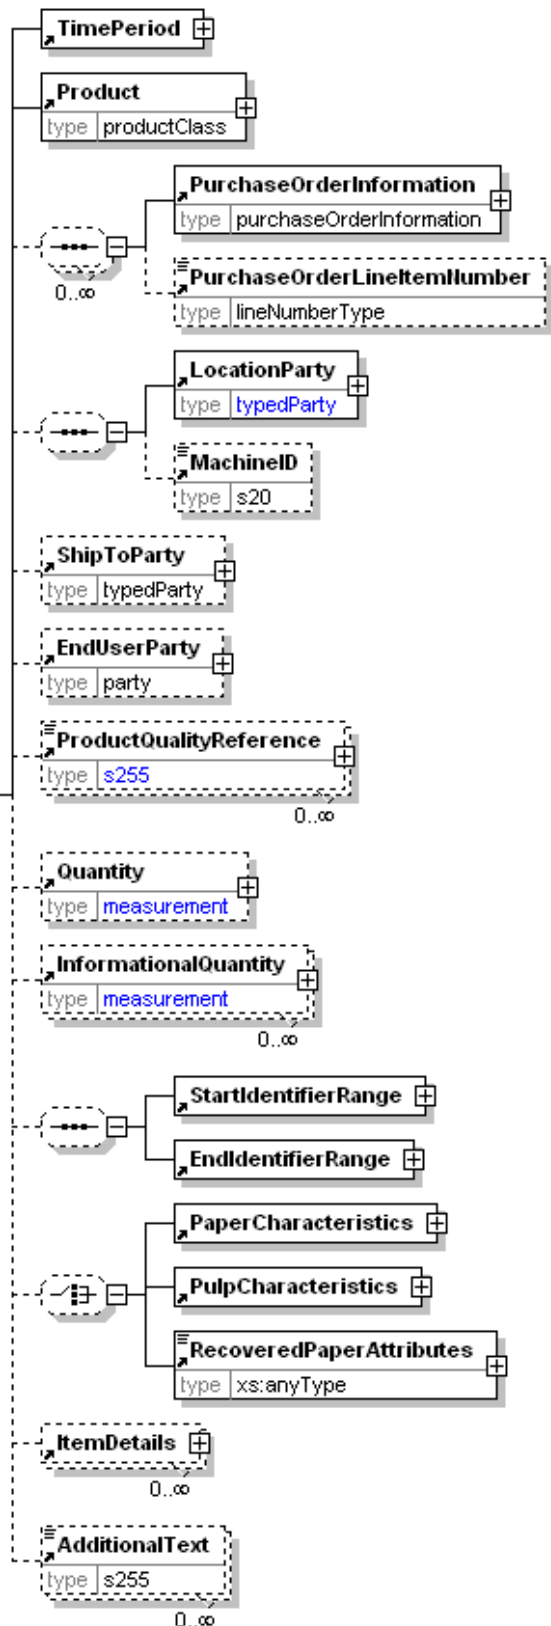 TimePeriod
Product
type productClass
PurchaseOrderInformation
type purchaseOrderInformation
0..∞
PurchaseOrderLineItemNumber
type lineNumberType
LocationParty
type typedParty
MachineID
type s20
ShipToParty
type typedParty
EndUserParty
type party
ProductQualityReference
type s255
0..∞
Quantity
type measurement
InformationalQuantity
type measurement
0..∞
StartIdentifierRange
EndIdentifierRange
PaperCharacteristics
PulpCharacteristics
RecoveredPaperAttributes
type xs:anyType
ItemDetails
0..∞
AdditionalText
type s255
0..∞